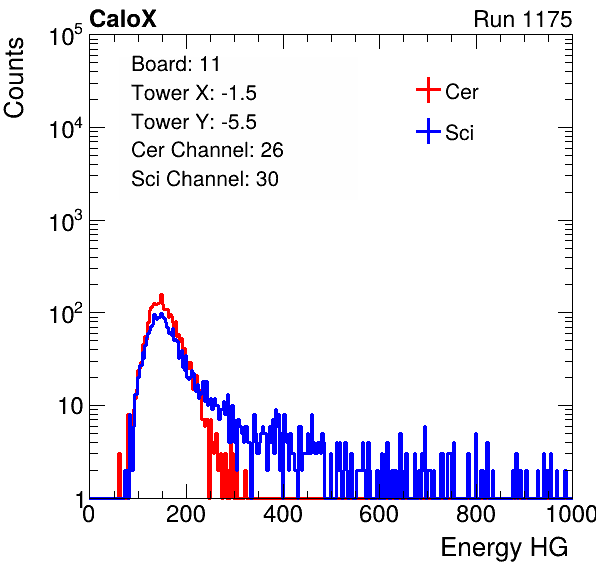 CaloX
Run 1175
Counts
10^5
10^4
10^3
10^2
10
1
Board: 11
Tower X: -1.5
Tower Y: -5.5
Cer Channel: 26
Sci Channel: 30
Cer
Sci
0
200
400
600
800
1000
Energy HG